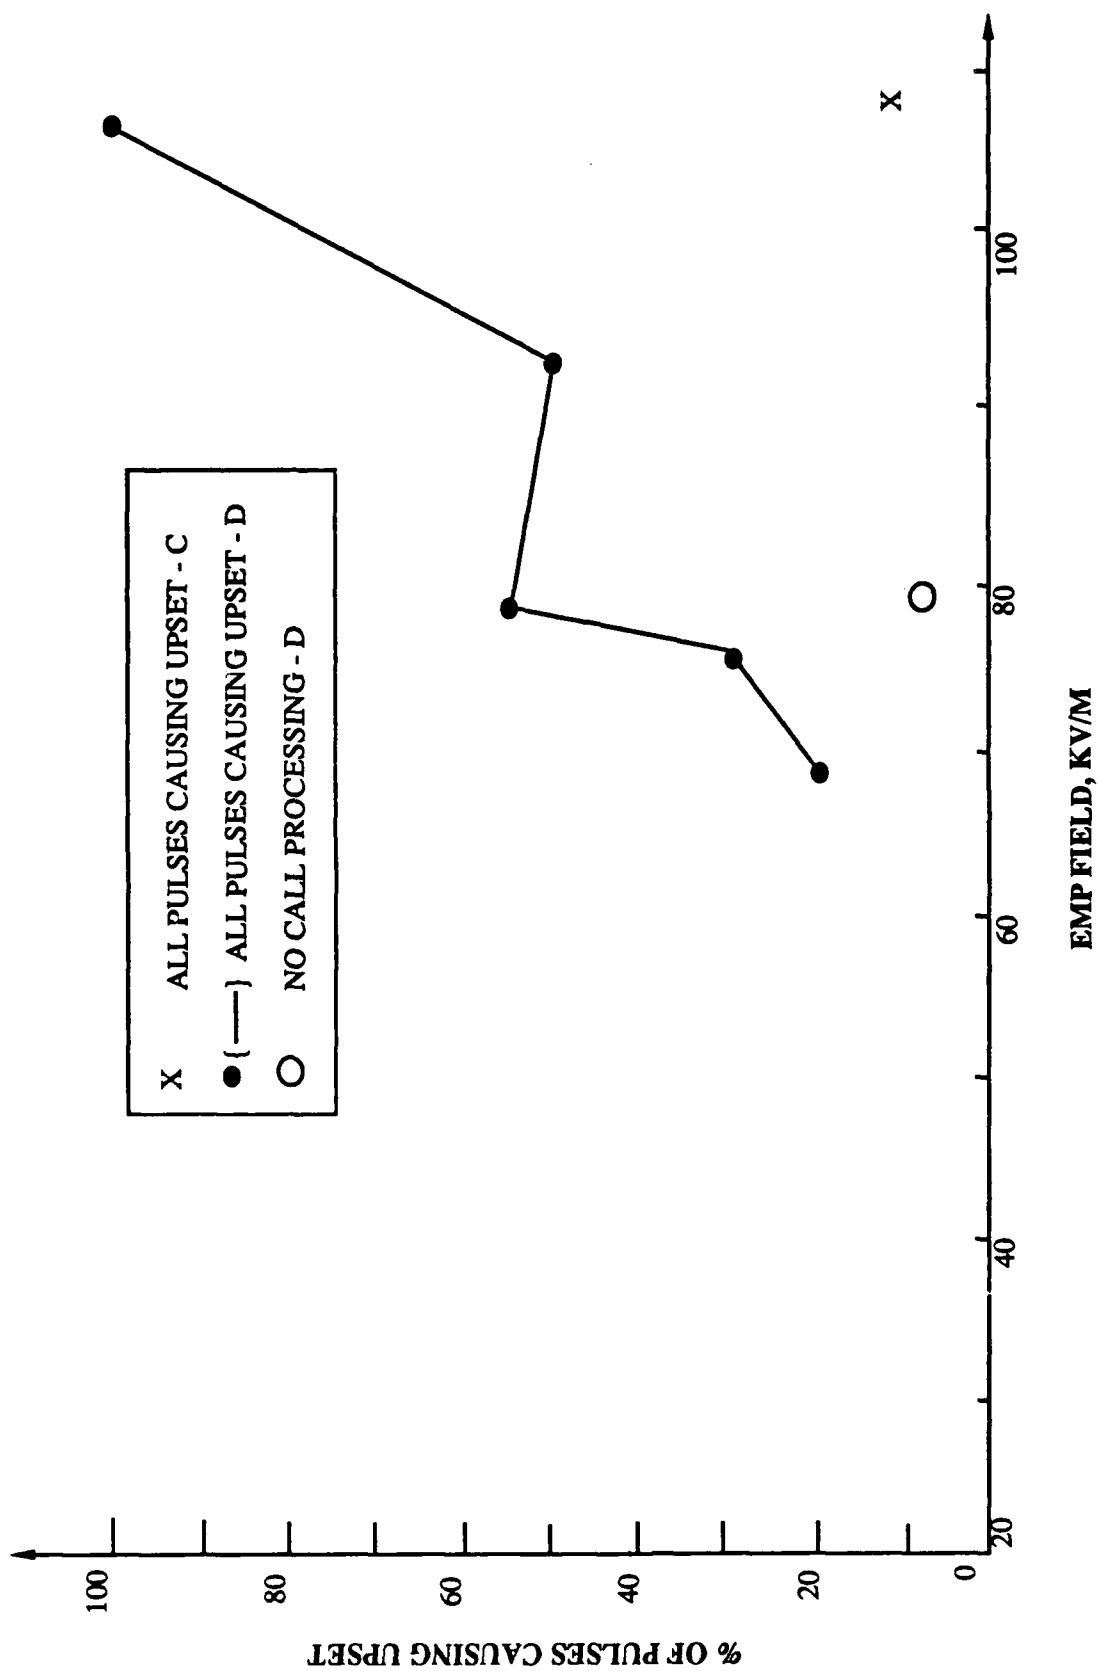 X ALL PULSES CAUSING UPSET - C
{—} ALL PULSES CAUSING UPSET - D
NO CALL PROCESSING - D
% OF PULSES CAUSING UPSET
100
80
60
40
20
0
20
40
60
80
100
X
EMP FIELD, KV/M